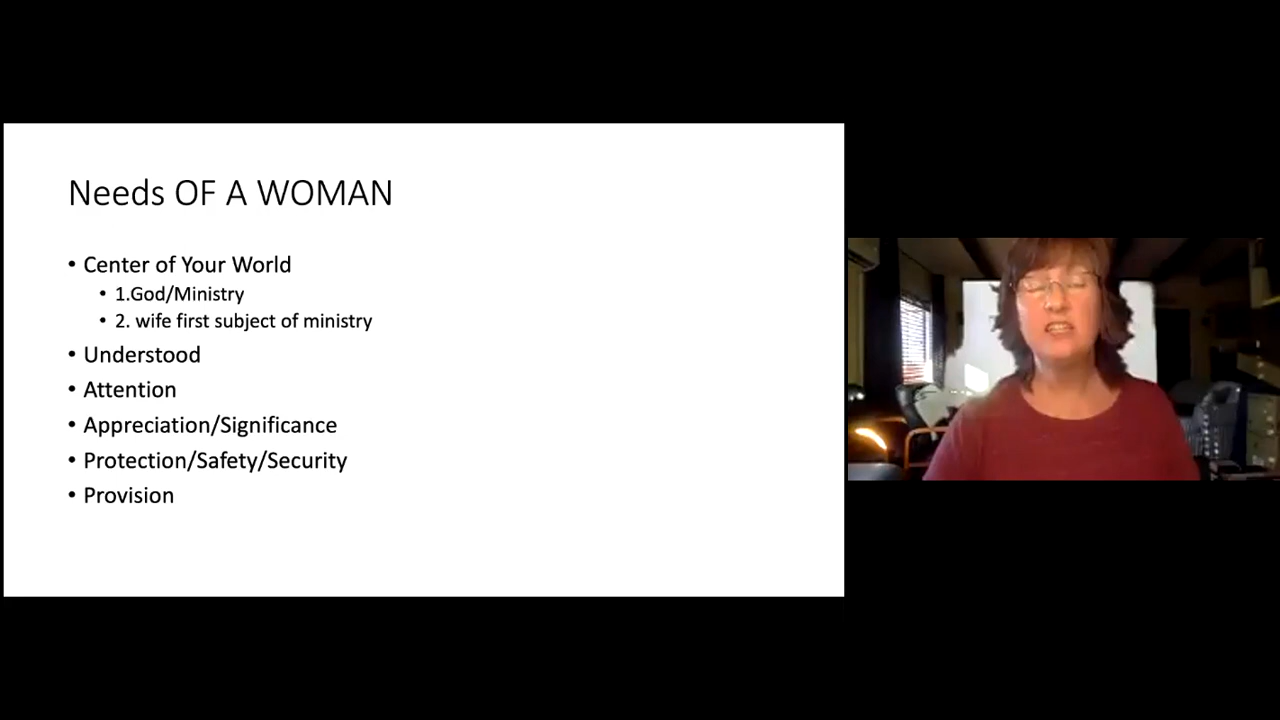 Needs OF A WOMAN
• Center of Your World
• 1.God/Ministry
• 2. wife first subject of ministry
• Understood
• Attention
• Appreciation/Significance
• Protection/Safety/Security
• Provision